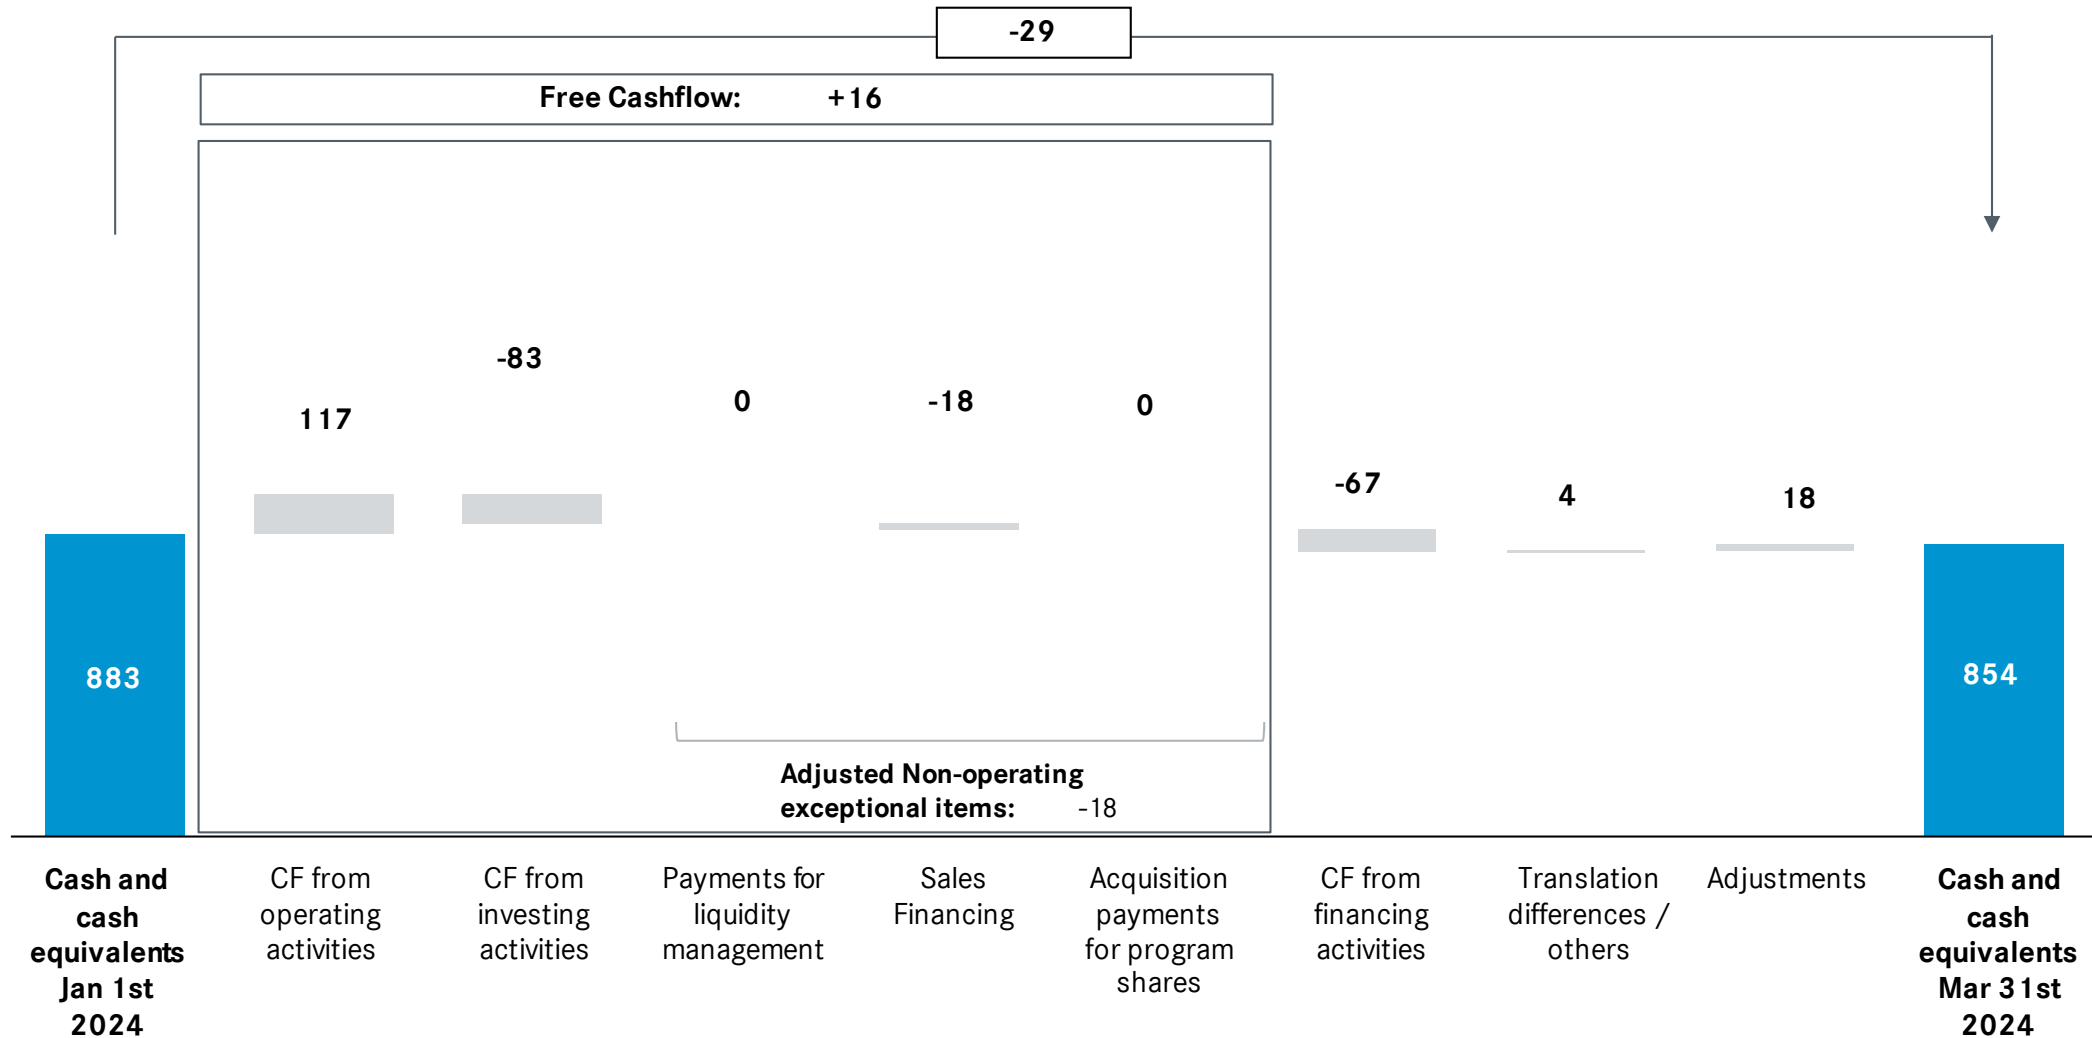 -29
Free Cashflow: +16
-83
117
0
-18
0
-67
4
18
883
854
Adjusted Non-operating
exceptional items: -18
Cash and
cash
equivalents
Jan 1st
2024
CF from
operating
activities
CF from
investing
activities
Payments for
liquidity
management
Sales
Financing
Acquisition
payments
for program
shares
CF from
financing
activities
Translation
differences /
others
Adjustments
Cash and
cash
equivalents
Mar 31st
2024